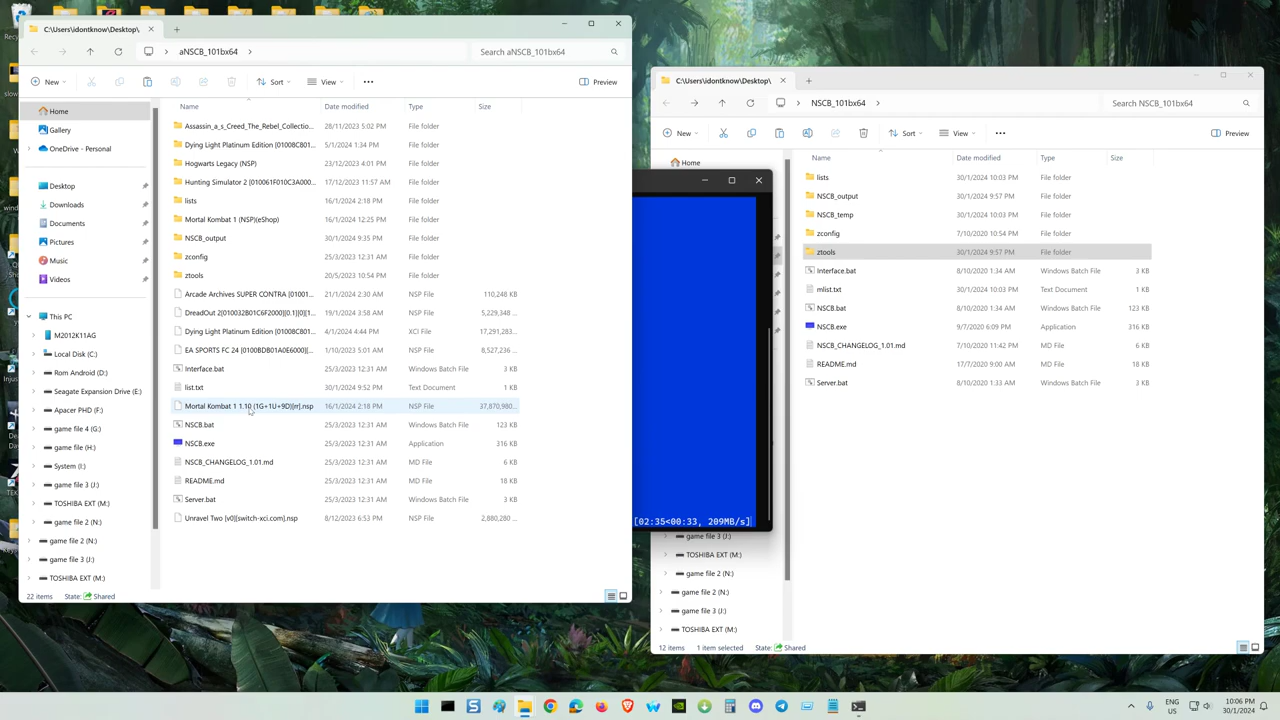 C:\Users\idontknow\Desktop\
aNSCB_101bx64
Search aNSCB_101bx64
New
Sort
View
Preview
Name
Date modified
Type
Size
Home
Gallery
OneDrive - Personal
Desktop
Downloads
Documents
Pictures
Music
Videos
This PC
M2012K11AG
Local Disk (C:)
Rom Android (D:)
Seagate Expansion Drive (E:)
Apacer PHD (F:)
game file 4 (G:)
game file (H:)
System (I:)
game file 3 (J:)
TOSHIBA EXT (M:)
game file 2 (N:)
game file 2 (N:)
game file 3 (J:)
TOSHIBA EXT (M:)
Assassin_a_s Creed_The_Rebel_Collectio... 28/11/2023 5:02 PM File folder
Dying Light Platinum Edition [01008C801... 5/1/2024 1:34 PM File folder
Hogwarts Legacy (NSP) 23/12/2023 4:01 PM File folder
Hunting Simulator 2 [010061F010C3A000... 17/12/2023 11:57 AM File folder
lists 16/1/2024 2:18 PM File folder
Mortal Kombat 1 (NSP)(eShop) 16/1/2024 12:25 PM File folder
NSCB_output 30/1/2024 9:35 PM File folder
zconfig 25/3/2023 12:31 AM File folder
ztools 20/5/2023 10:54 PM File folder
Arcade Archives SUPER CONTRA [01001... 21/1/2024 2:30 AM NSP File 110,248 KB
DreadOut 2[010032B01C6F2000][0.1][0][1... 19/1/2024 3:58 AM NSP File 5,229,348 ...
Dying Light Platinum Edition [01008C801... 4/1/2024 4:44 PM XCI File 17,291,283...
EA SPORTS FC 24 [0100BDB01A0E6000][... 1/10/2023 5:01 AM NSP File 8,527,236 ...
Interface.bat 25/3/2023 12:31 AM Windows Batch File 3 KB
list.txt 30/1/2024 9:52 PM Text Document 1 KB
Mortal Kombat 1 1.10 (1G+1U+9D)[rr].nsp 16/1/2024 2:18 PM NSP File 37,870,980...
NSCB.bat 25/3/2023 12:31 AM Windows Batch File 123 KB
NSCB.exe 25/3/2023 12:31 AM Application 316 KB
NSCB_CHANGELOG_1.01.md 25/3/2023 12:31 AM MD File 6 KB
README.md 25/3/2023 12:31 AM MD File 18 KB
Server.bat 25/3/2023 12:31 AM Windows Batch File 3 KB
Unravel Two [v0][switch-xci.com].nsp 8/12/2023 6:53 PM NSP File 2,880,280 ...
22 items
State:
Shared
[02:35<00:33, 209MB/s]
C:\Users\idontknow\Desktop\
NSCB_101bx64
Search NSCB_101bx64
New
Sort
View
Preview
Name
Date modified
Type
Size
Home
game file 3 (J:)
TOSHIBA EXT (M:)
game file 2 (N:)
game file 2 (N:)
game file 3 (J:)
TOSHIBA EXT (M:)
lists 30/1/2024 10:03 PM File folder
NSCB_output 30/1/2024 9:57 PM File folder
NSCB_temp 30/1/2024 10:03 PM File folder
zconfig 7/10/2020 10:54 PM File folder
ztools 30/1/2024 9:57 PM File folder
Interface.bat 8/10/2020 1:34 AM Windows Batch File 3 KB
mlist.txt 30/1/2024 10:03 PM Text Document 1 KB
NSCB.bat 8/10/2020 1:34 AM Windows Batch File 123 KB
NSCB.exe 9/7/2020 6:09 PM Application 316 KB
NSCB_CHANGELOG_1.01.md 7/10/2020 11:42 PM MD File 6 KB
README.md 17/7/2020 9:00 AM MD File 18 KB
Server.bat 8/10/2020 1:33 AM Windows Batch File 3 KB
12 items
1 item selected
State:
Shared
ENG
US
10:06 PM
30/1/2024